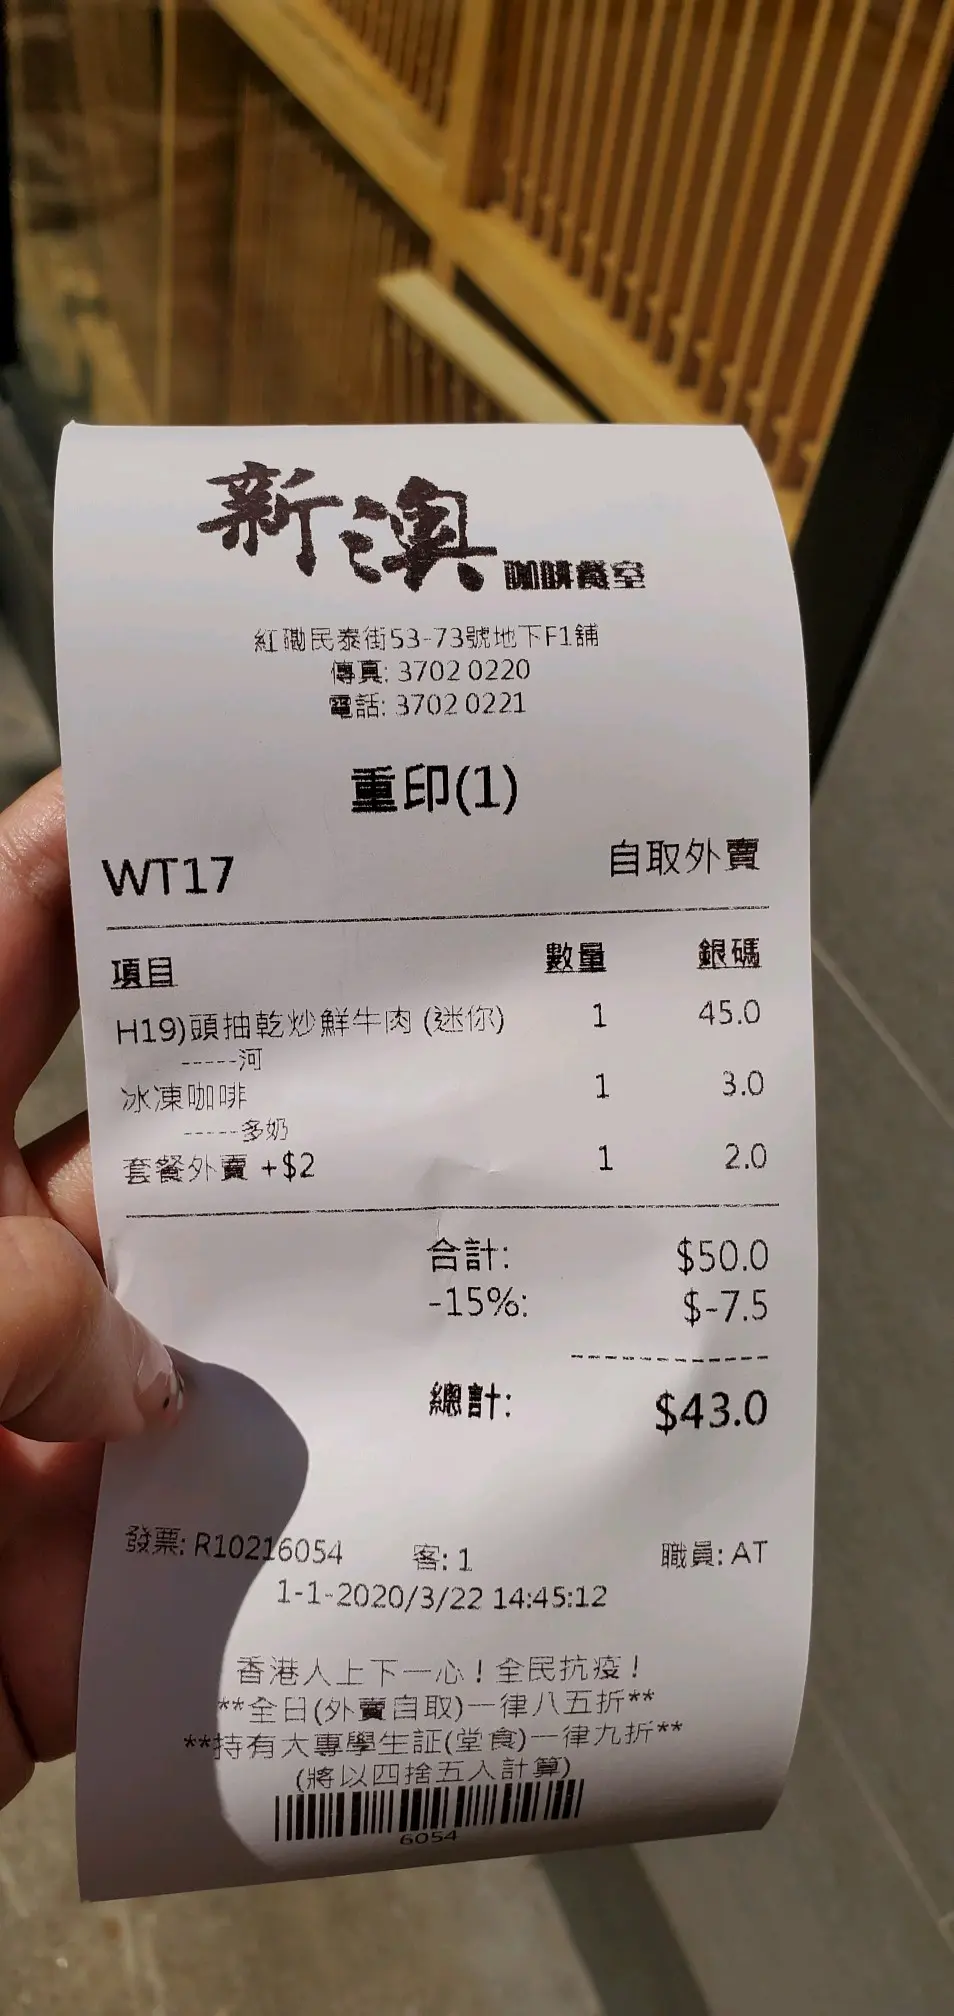 新澳 咖啡餐室
紅磡民泰街53-73號地下F1舖
傳真: 3702 0220
電話: 3702 0221
重印(1)
WT17 自取外賣
項目 數量 銀碼
H19)頭抽乾炒鮮牛肉 (迷你) 1 45.0
-----河
冰凍咖啡 1 3.0
-----多奶
套餐外賣 +$2 1 2.0
合計: $50.0
-15%: $-7.5
------------
總計: $43.0
發票: R10216054 客: 1 職員: AT
1-1-2020/3/22 14:45:12
香港人上下一心！全民抗疫！
**全日(外賣自取)一律八五折**
**持有大專學生証(堂食)一律九折**
(將以四捨五入計算)
6054